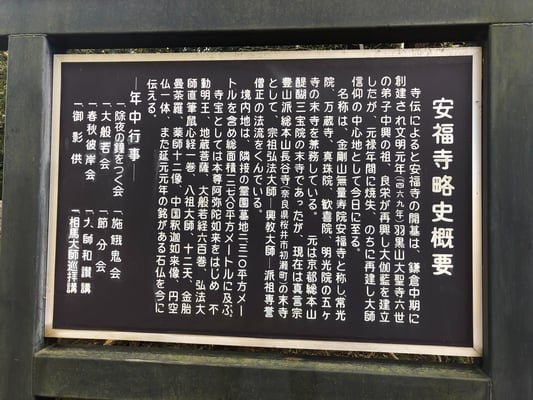 安福寺略史概要
寺伝によると安福寺の開基は、鎌倉中期に
創建され文明元年(一四六九年)羽黒山大聖寺六世
の弟子中興の祖、良栄が再興し大伽藍を建立
したが、元禄年間に焼失、のちに再建し大師
信仰の中心地として今日に至る。
名称は、金剛山無量寿院安福寺と称し常光
院、万蔵寺、真珠院、歓喜院、明光院の五ヶ
寺の末寺を兼務している。 元は京都総本山
醍醐三宝院の末寺であったが、現在は真言宗
豊山派総本山長谷寺(奈良県桜井市初瀬町)の末寺
として、宗祖弘法大師―興教大師―派祖専誉
僧正の法流をくんでいる。
境内地は、隣接の霊園墓地二三〇平方メー
トルを含め総面積二七八〇平方メートルに及ぶ。
寺宝としては本尊阿弥陀如来をはじめ 不
動明王、地蔵菩薩、大般若経六百巻、弘法大
師直筆鼠心経一巻、八祖大師、十二天、金胎
曼荼羅、薬師十二像、中国釈迦如来像、円空
仏一体、また延元元年の銘がある石仏を今に
伝える。
―年中行事―
「除夜の鐘をつく会 「施餓鬼会
「大般若会 「節分会
「春秋彼岸会 「大師和讃講
「御影供 「相馬大師巡拝講